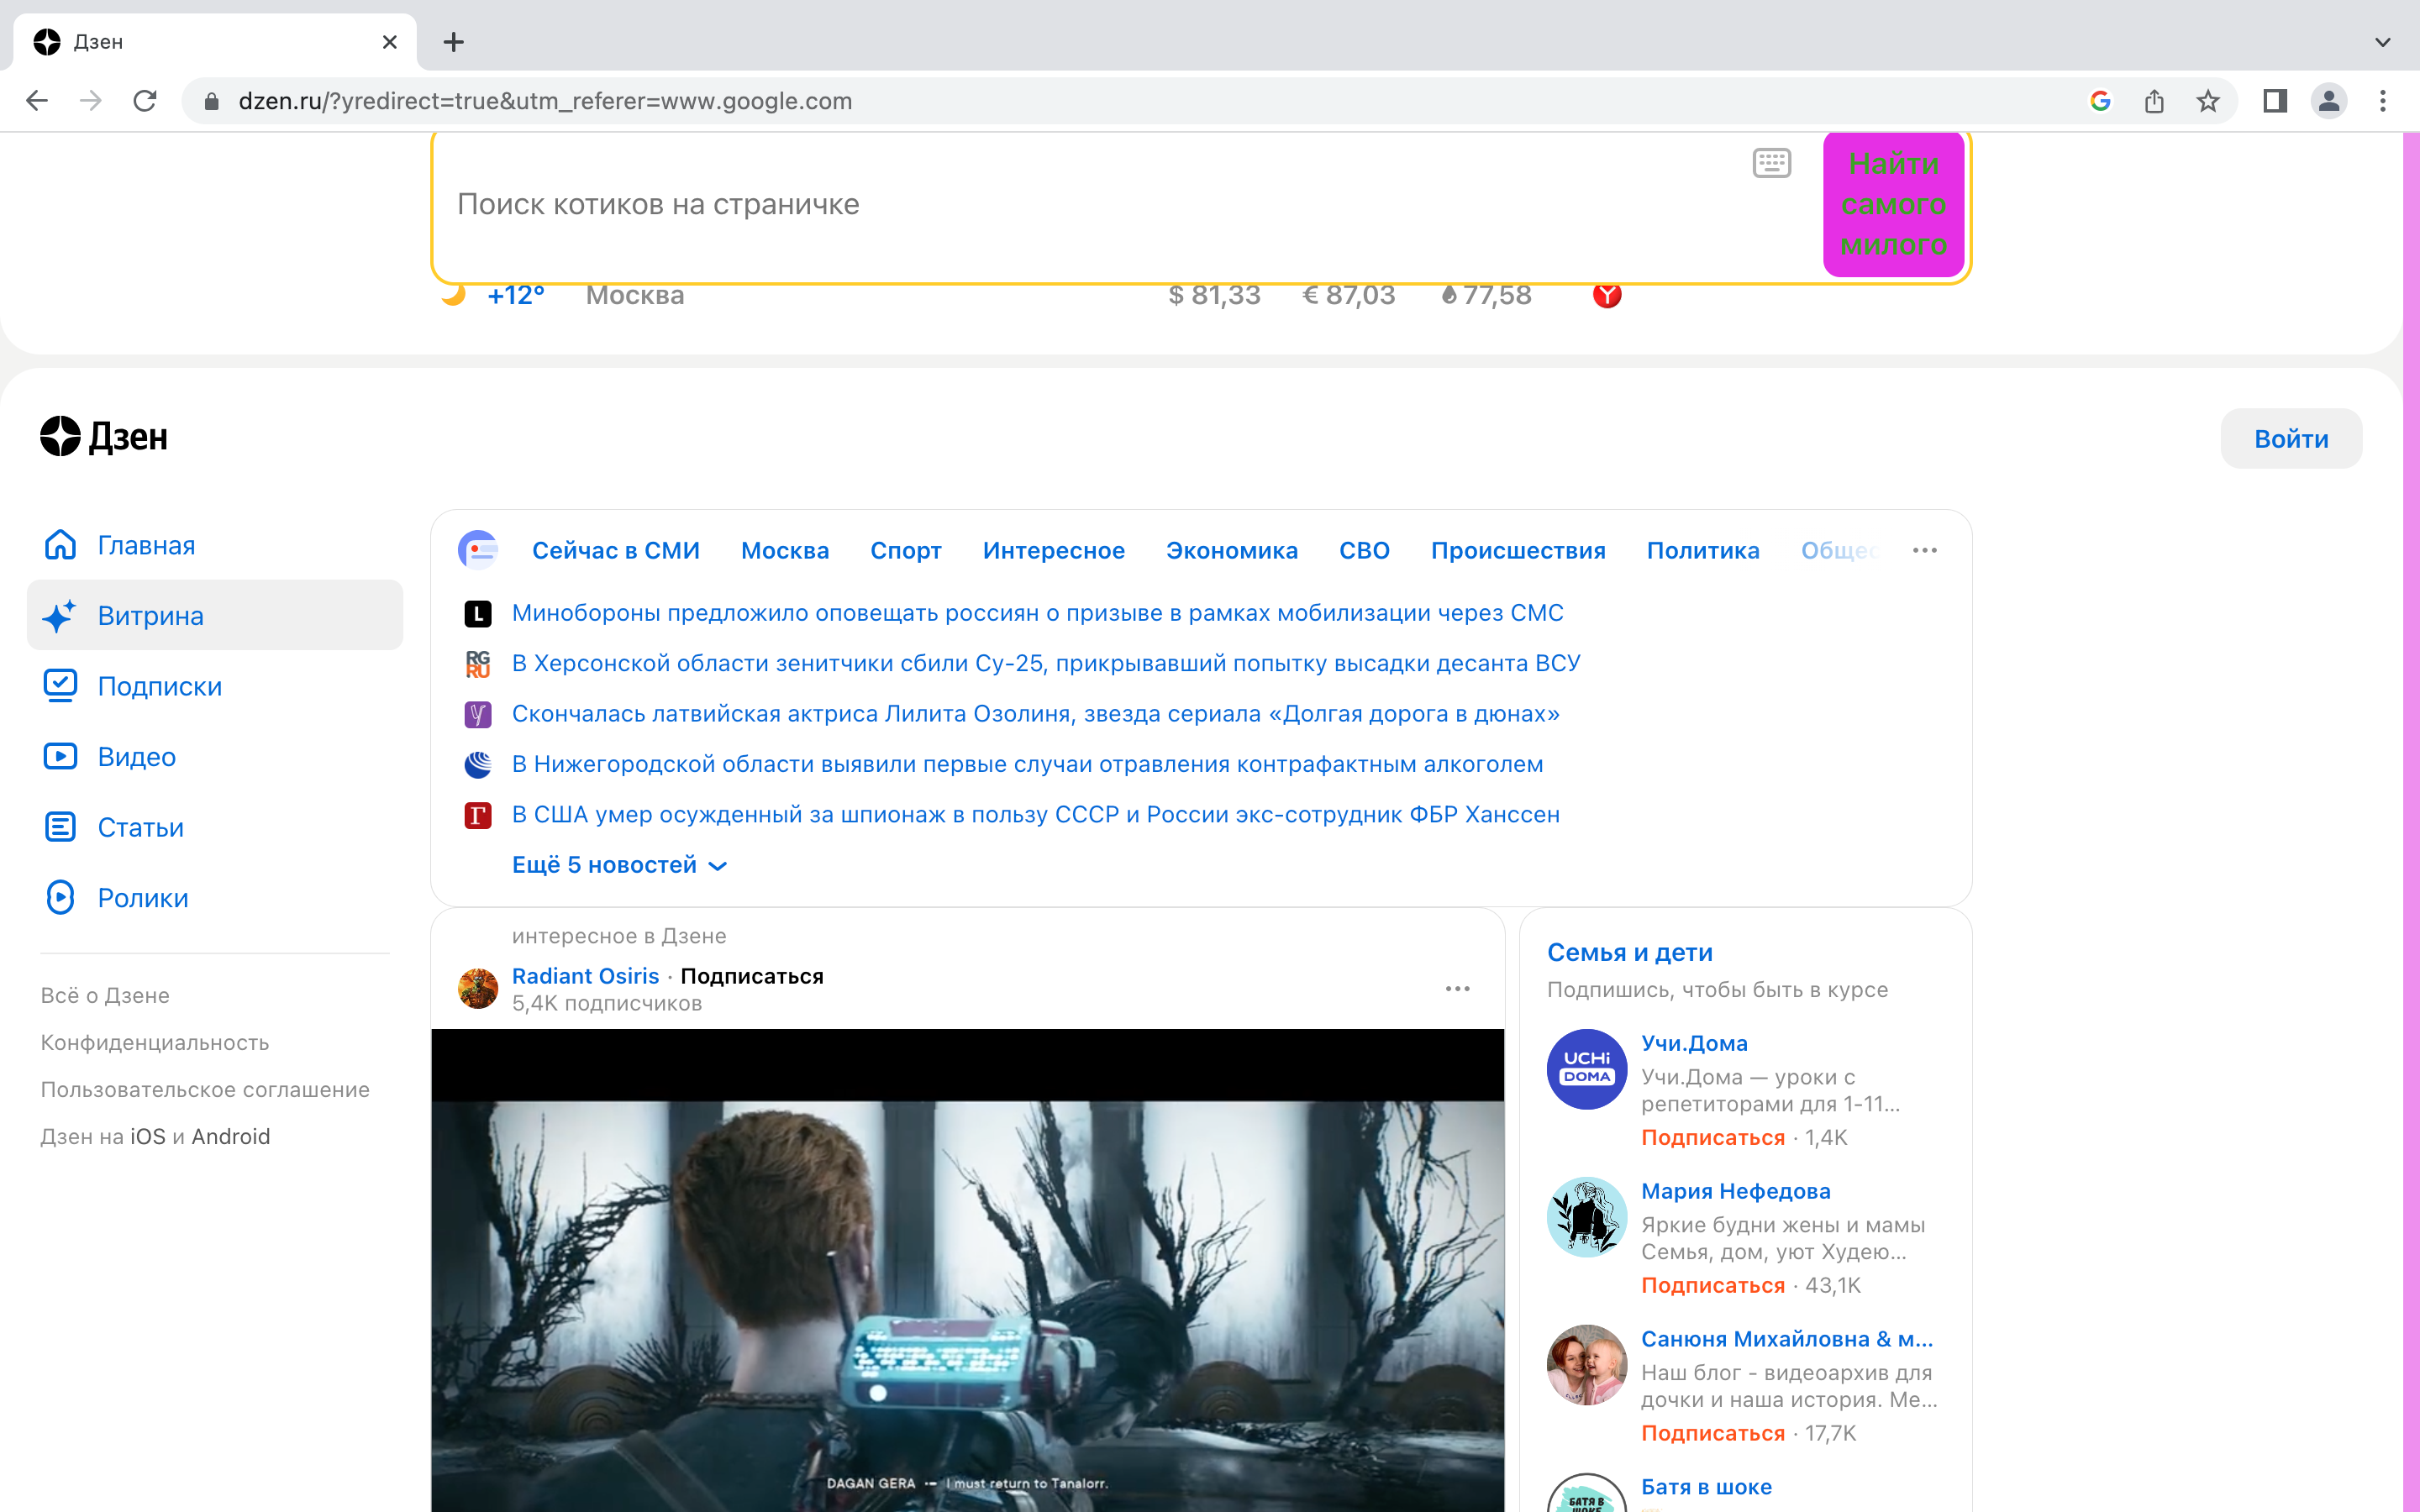 Дзен
dzen.ru/?yredirect=true&utm_referer=www.google.com
Поиск котиков на страничке
Найти
самого
милого
+12° Москва $ 81,33 € 87,03 77,58
Дзен
Войти
Главная
Витрина
Подписки
Видео
Статьи
Ролики
Всё о Дзене
Конфиденциальность
Пользовательское соглашение
Дзен на iOS и Android
Сейчас в СМИ Москва Спорт Интересное Экономика СВО Происшествия Политика Общес
Минобороны предложило оповещать россиян о призыве в рамках мобилизации через СМС
В Херсонской области зенитчики сбили Су-25, прикрывавший попытку высадки десанта ВСУ
Скончалась латвийская актриса Лилита Озолиня, звезда сериала «Долгая дорога в дюнах»
В Нижегородской области выявили первые случаи отравления контрафактным алкоголем
В США умер осужденный за шпионаж в пользу СССР и России экс-сотрудник ФБР Ханссен
Ещё 5 новостей
интересное в Дзене
Radiant Osiris · Подписаться
5,4K подписчиков
DAGAN GERA — I must return to Tanalorr.
Семья и дети
Подпишись, чтобы быть в курсе
UCHi
DOMA
Учи.Дома
Учи.Дома — уроки с
репетиторами для 1-11...
Подписаться · 1,4K
Мария Нефедова
Яркие будни жены и мамы
Семья, дом, уют Худею...
Подписаться · 43,1K
Санюня Михайловна & м...
Наш блог - видеоархив для
дочки и наша история. Ме...
Подписаться · 17,7K
Батя в шоке
БАТЯ В
ШОКЕ